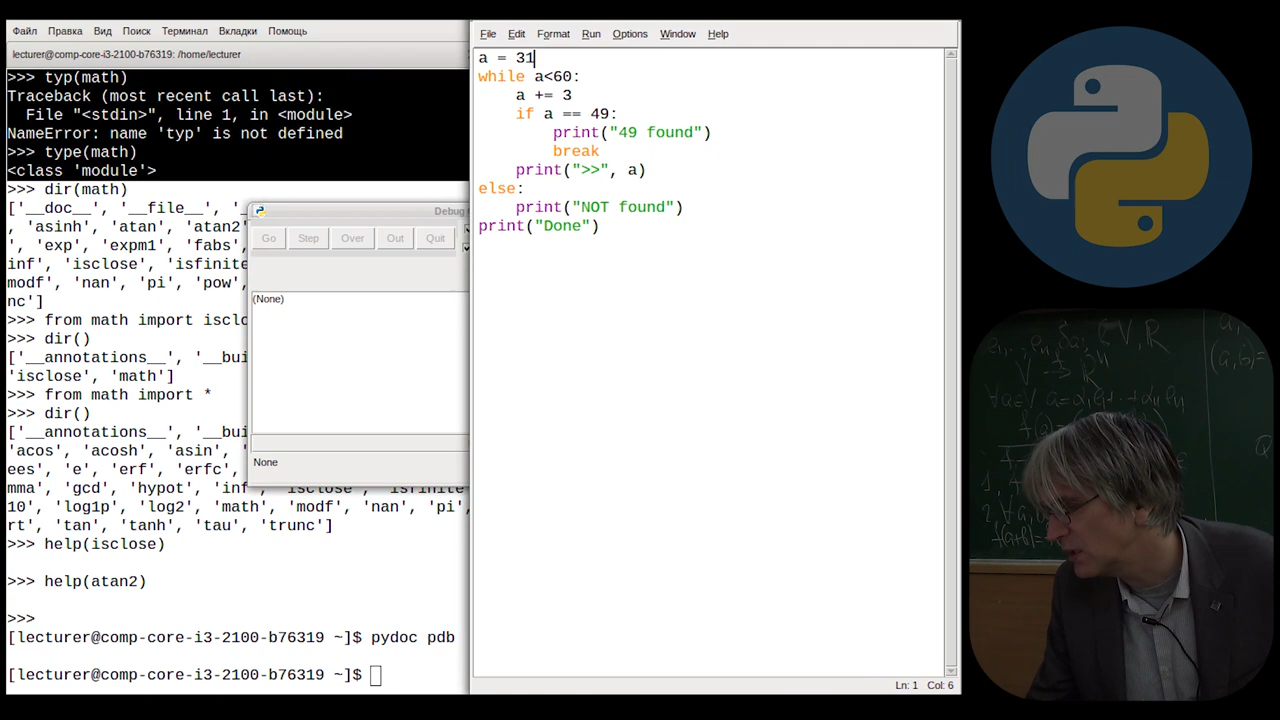 Файл Правка Вид Поиск Терминал Вкладки Помощь
lecturer@comp-core-i3-2100-b76319: /home/lecturer
>>> typ(math)
Traceback (most recent call last):
  File "<stdin>", line 1, in <module>
NameError: name 'typ' is not defined
>>> type(math)
<class 'module'>
>>> dir(math)
['__doc__', '__file__', '_
, 'asinh', 'atan', 'atan2'
', 'exp', 'expm1', 'fabs',
inf', 'isclose', 'isfinite
modf', 'nan', 'pi', 'pow',
nc']
>>> from math import isclo
>>> dir()
['__annotations__', '__bui
'isclose', 'math']
>>> from math import *
>>> dir()
['__annotations__', '__bui
'acos', 'acosh', 'asin', '
ees', 'e', 'erf', 'erfc',
mma', 'gcd', 'hypot', 'inf', 'isclose', 'isfinite
10', 'log1p', 'log2', 'math', 'modf', 'nan', 'pi',
rt', 'tan', 'tanh', 'tau', 'trunc']
>>> help(isclose)
>>> help(atan2)
>>>
[lecturer@comp-core-i3-2100-b76319 ~]$ pydoc pdb
[lecturer@comp-core-i3-2100-b76319 ~]$
Debug
Go Step Over Out Quit
(None)
None
File Edit Format Run Options Window Help
a = 31
while a<60:
    a += 3
    if a == 49:
        print("49 found")
        break
    print(">>", a)
else:
    print("NOT found")
print("Done")
Ln: 1 Col: 6